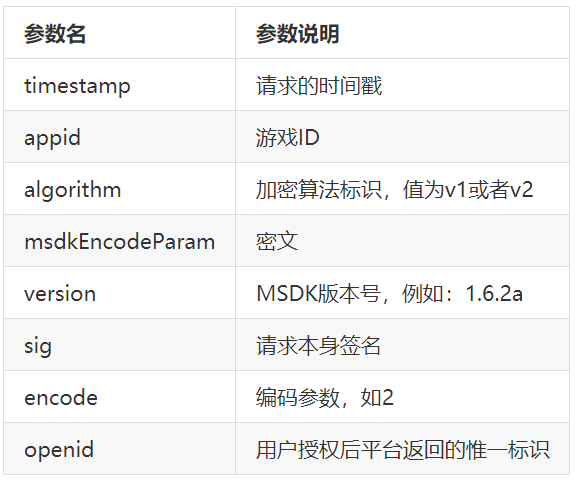 参数名 参数说明
timestamp 请求的时间戳
appid 游戏ID
algorithm 加密算法标识，值为v1或者v2
msdkEncodeParam 密文
version MSDK版本号，例如：1.6.2a
sig 请求本身签名
encode 编码参数，如2
openid 用户授权后平台返回的惟一标识